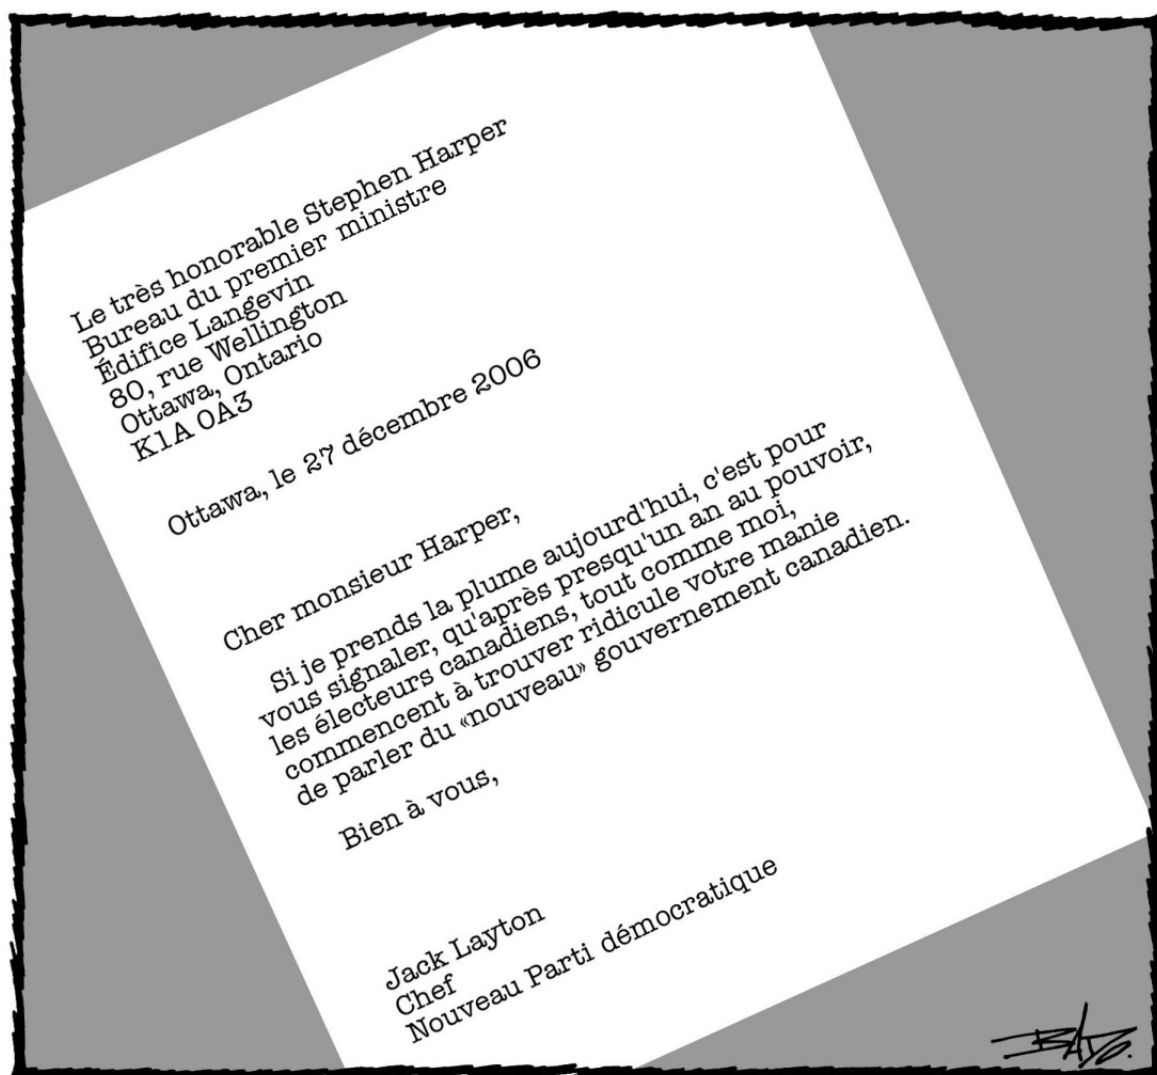 Le très honorable Stephen Harper
Bureau du premier ministre
Édifice Langevin
80, rue Wellington
Ottawa, Ontario
K1A 0A3
Ottawa, le 27 décembre 2006
Cher monsieur Harper,
Si je prends la plume aujourd'hui, c'est pour
vous signaler, qu'après presqu'un an au pouvoir,
les électeurs canadiens, tout comme moi,
commencent à trouver ridicule votre manie
de parler du «nouveau» gouvernement canadien.
Bien à vous,
Jack Layton
Chef
Nouveau Parti démocratique
BADO.